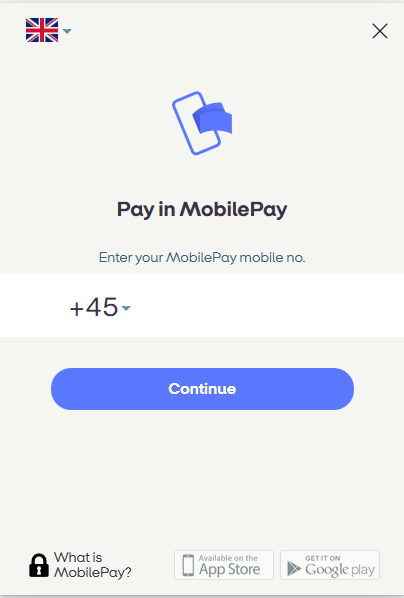 Pay in MobilePay
Enter your MobilePay mobile no.
+45
Continue
What is
MobilePay?
Available on the
App Store
GET IT ON
Google play